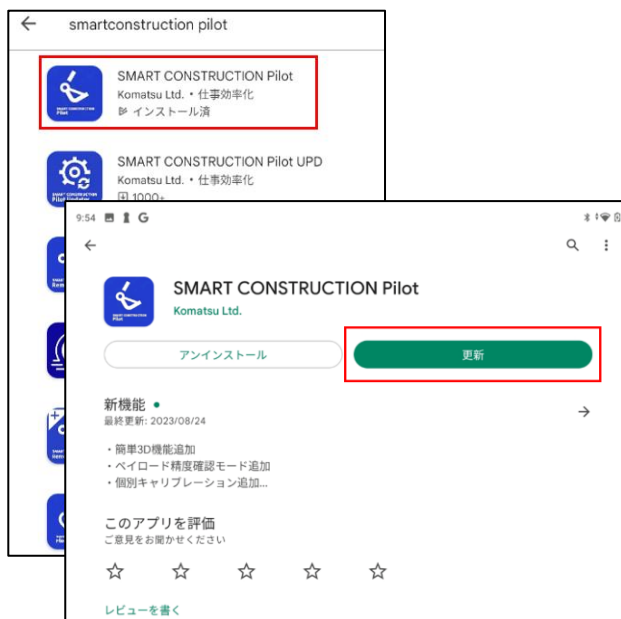 smartconstruction pilot
SMART CONSTRUCTION Pilot
Komatsu Ltd. • 仕事効率化
インストール済
SMART CONSTRUCTION Pilot UPD
Komatsu Ltd. • 仕事効率化
1000+
9:54
SMART CONSTRUCTION Pilot
Komatsu Ltd.
アンインストール
更新
新機能 •
最終更新: 2023/08/24
・簡単3D機能追加
・ペイロード精度確認モード追加
・個別キャリブレーション追加...
このアプリを評価
ご意見をお聞かせください
レビューを書く